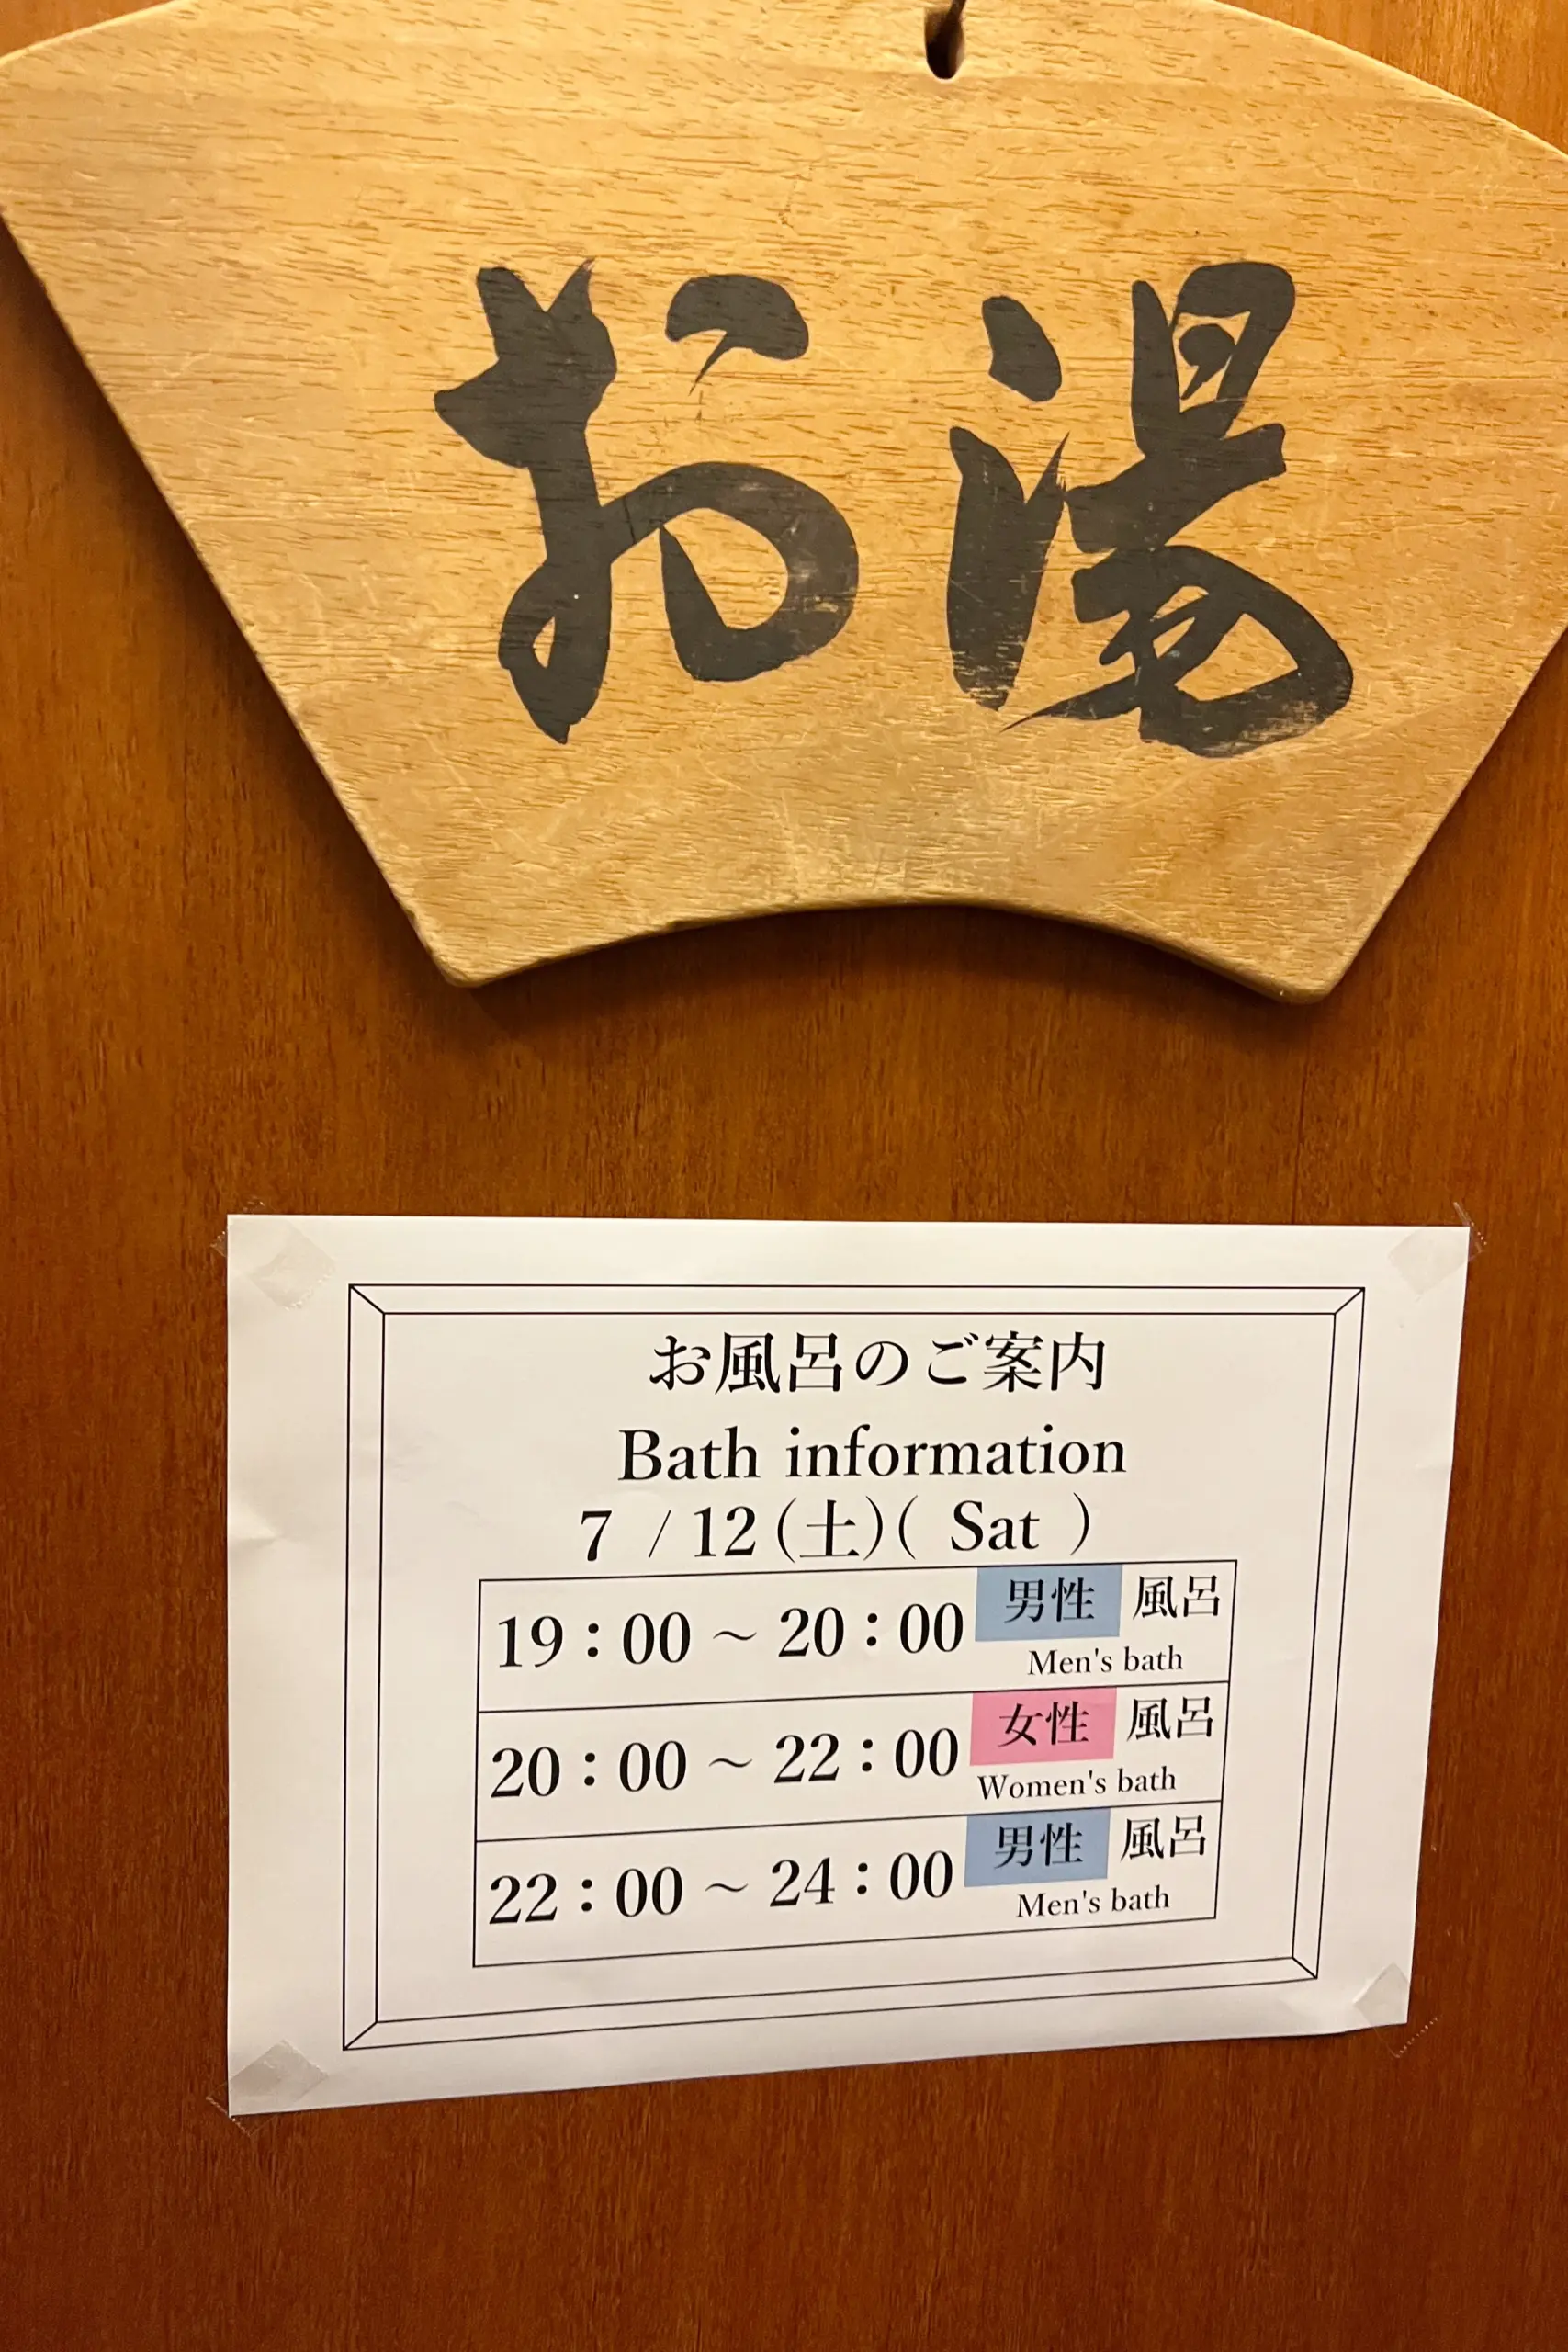 お湯
お風呂のご案内
Bath information
7 / 12 (土)( Sat )
19：00 ～ 20：00 男性 風呂
Men's bath
20：00 ～ 22：00 女性 風呂
Women's bath
22：00 ～ 24：00 男性 風呂
Men's bath